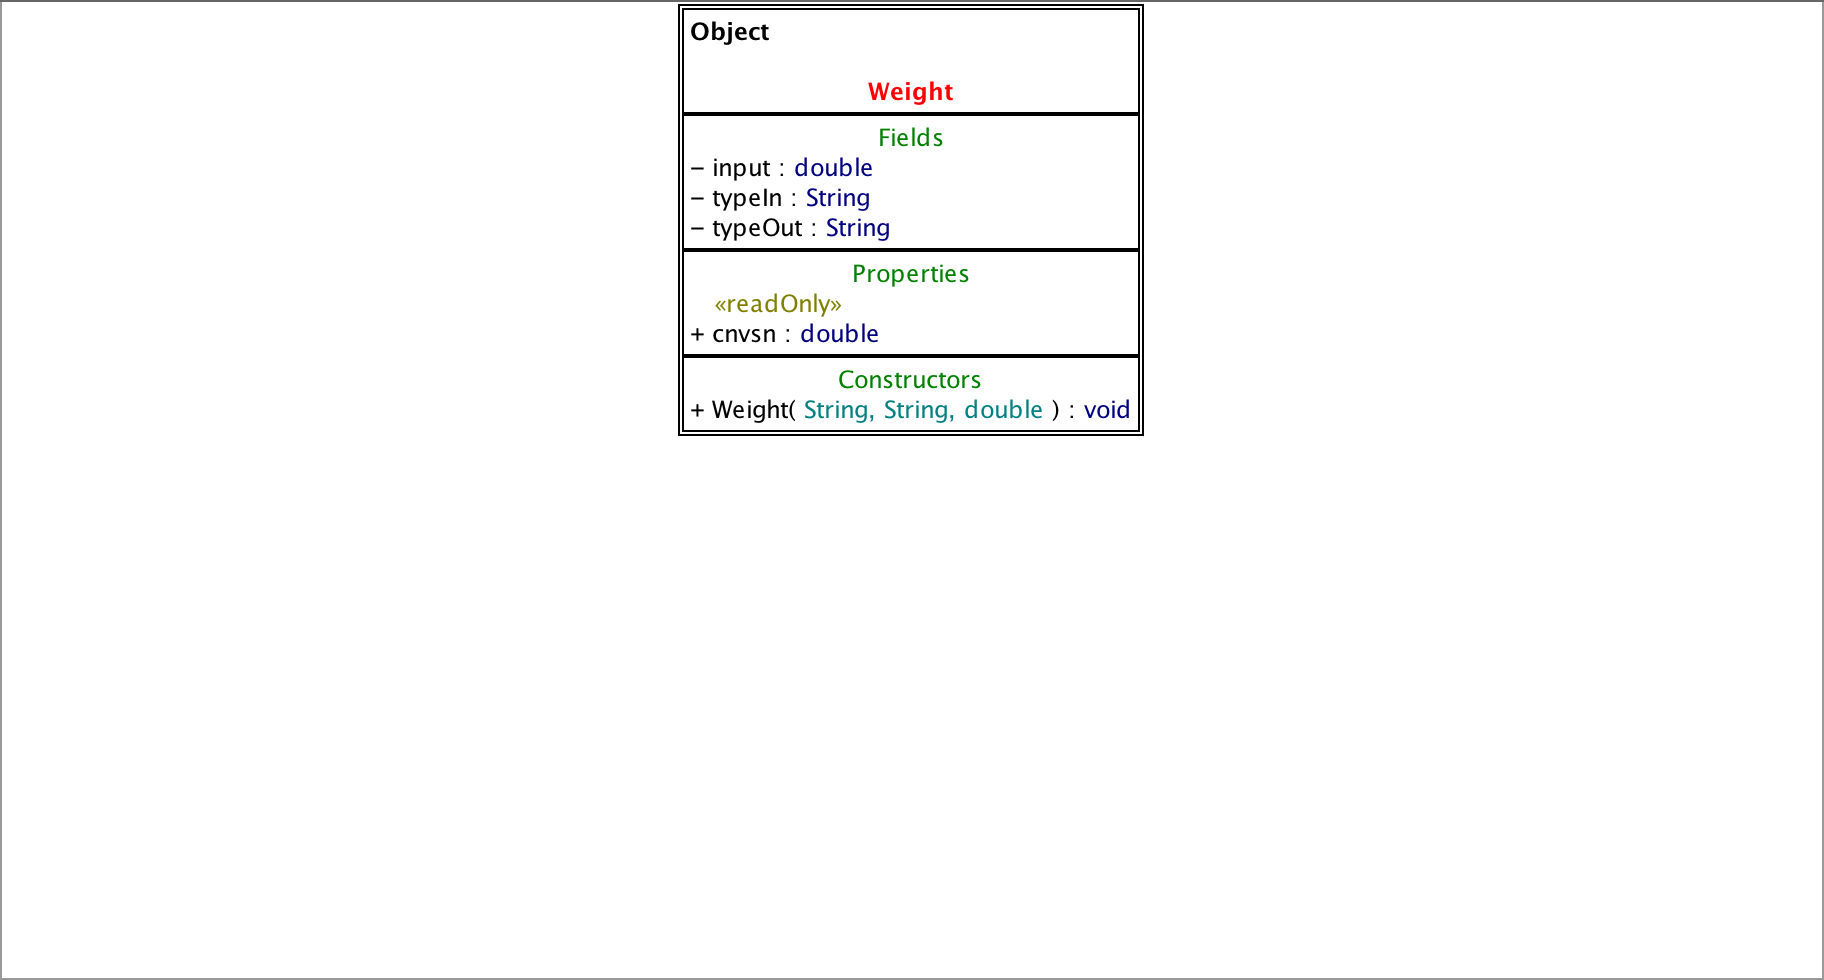 Object
Weight
Fields
− input : double
− typeIn : String
− typeOut : String
Properties
«readOnly»
+ cnvsn : double
Constructors
+ Weight( String, String, double ) : void